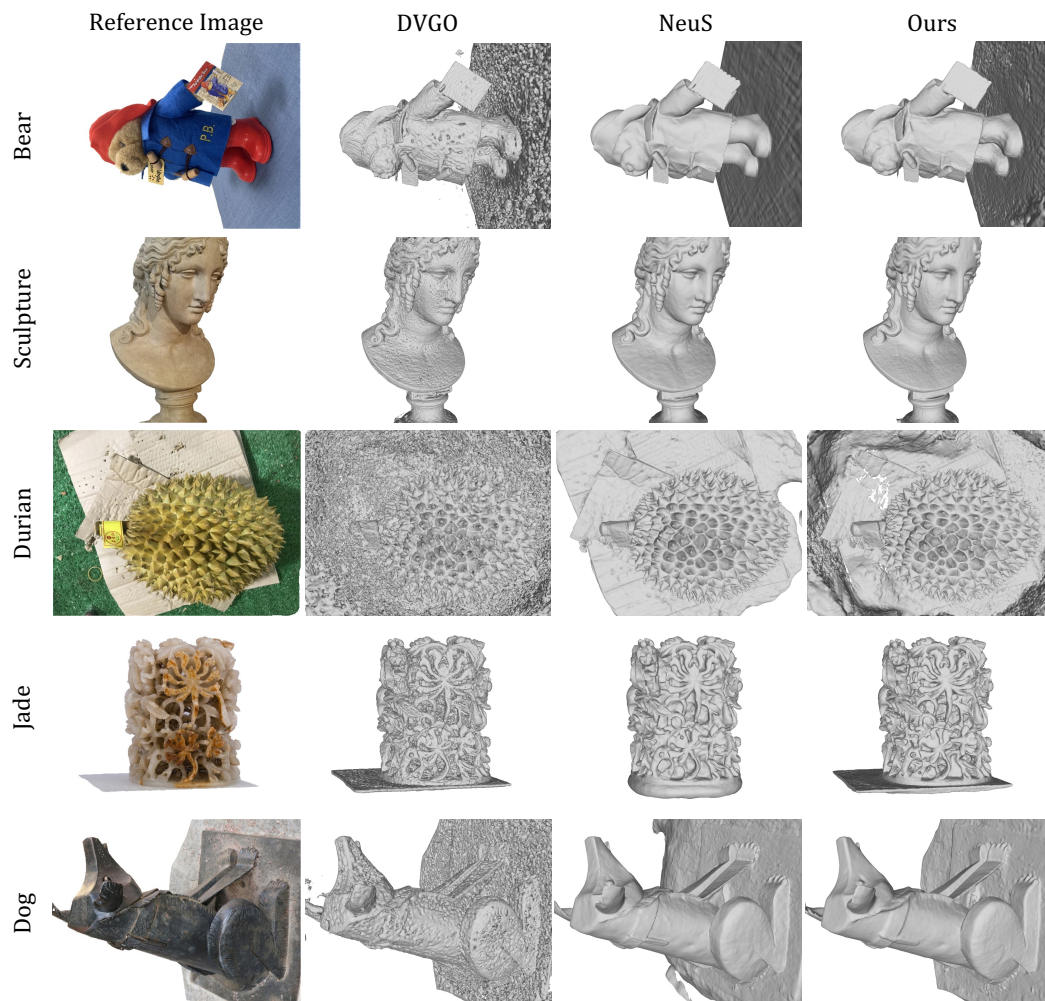 Reference Image DVGO NeuS Ours
Bear
P.B.
Sculpture
Durian
Jade
Dog